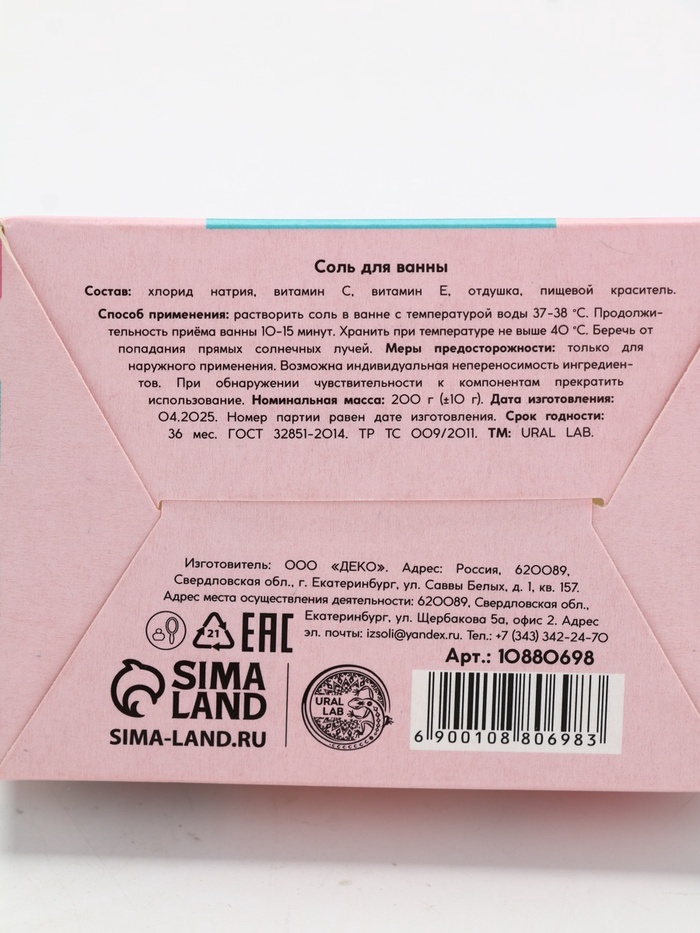 Соль для ванны
Состав: хлорид натрия, витамин С, витамин Е, отдушка, пищевой краситель.
Способ применения: растворить соль в ванне с температурой воды 37-38 °С. Продолжи-
тельность приёма ванны 10-15 минут. Хранить при температуре не выше 40 °С. Беречь от
попадания прямых солнечных лучей. Меры предосторожности: только для
наружного применения. Возможна индивидуальная непереносимость ингредиен-
тов. При обнаружении чувствительности к компонентам прекратить
использование. Номинальная масса: 200 г (±10 г). Дата изготовления:
04.2025. Номер партии равен дате изготовления. Срок годности:
36 мес. ГОСТ 32851-2014. ТР ТС 009/2011. ТМ: URAL LAB.
Изготовитель: ООО «ДЕКО». Адрес: Россия, 620089,
Свердловская обл., г. Екатеринбург, ул. Саввы Белых, д. 1, кв. 157.
Адрес места осуществления деятельности: 620089, Свердловская обл.,
Екатеринбург, ул. Щербакова 5а, офис 2. Адрес
эл. почты: izsoli@yandex.ru. Тел.: +7 (343) 342-24-70
21
EAC
Арт.: 10880698
SIMA
LAND
SIMA-LAND.RU
URAL
LAB
6 900108 806983